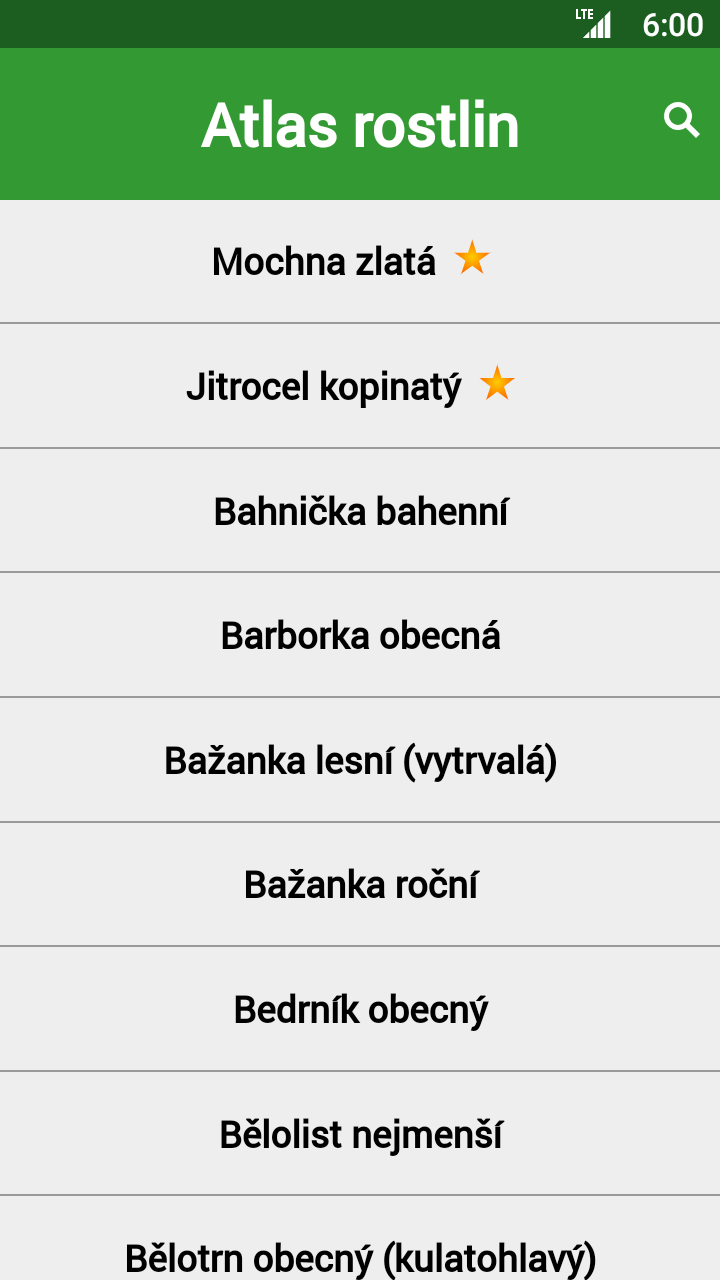 LTE 6:00
Atlas rostlin
Mochna zlatá
Jitrocel kopinatý
Bahnička bahenní
Barborka obecná
Bažanka lesní (vytrvalá)
Bažanka roční
Bedrník obecný
Bělolist nejmenší
Bělotrn obecný (kulatohlavý)